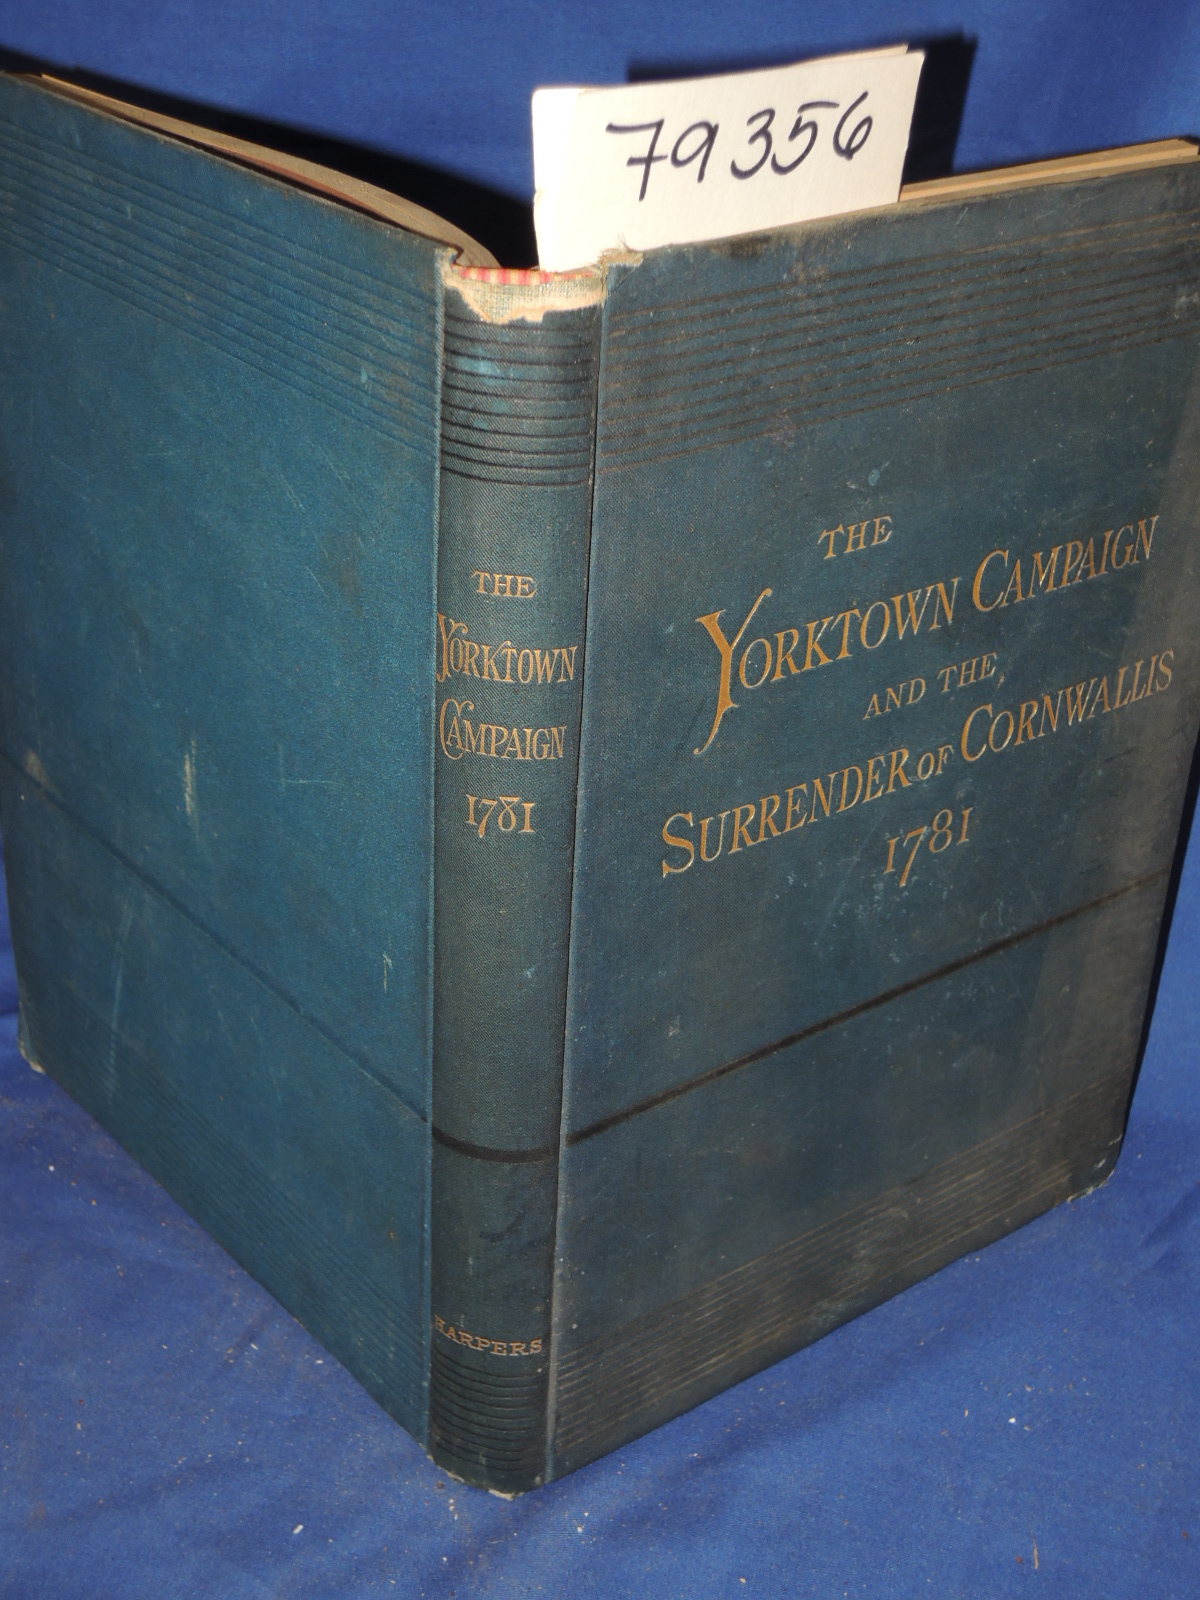 79356
THE
YORKTOWN
CAMPAIGN
1781
HARPERS
THE
YORKTOWN CAMPAIGN
AND THE
SURRENDER OF CORNWALLIS
1781